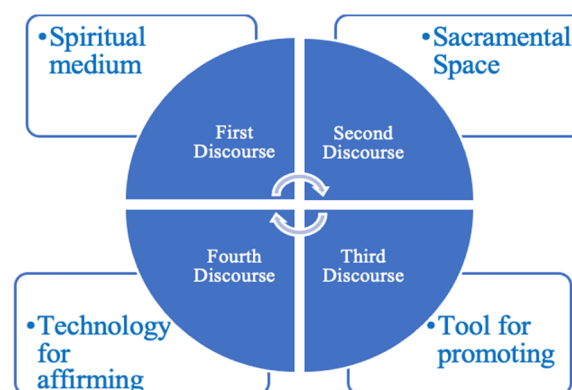 •Spiritual
medium
•Sacramental
Space
First
Discourse
Second
Discourse
Fourth
Discourse
Third
Discourse
•Technology
for
affirming
•Tool for
promoting